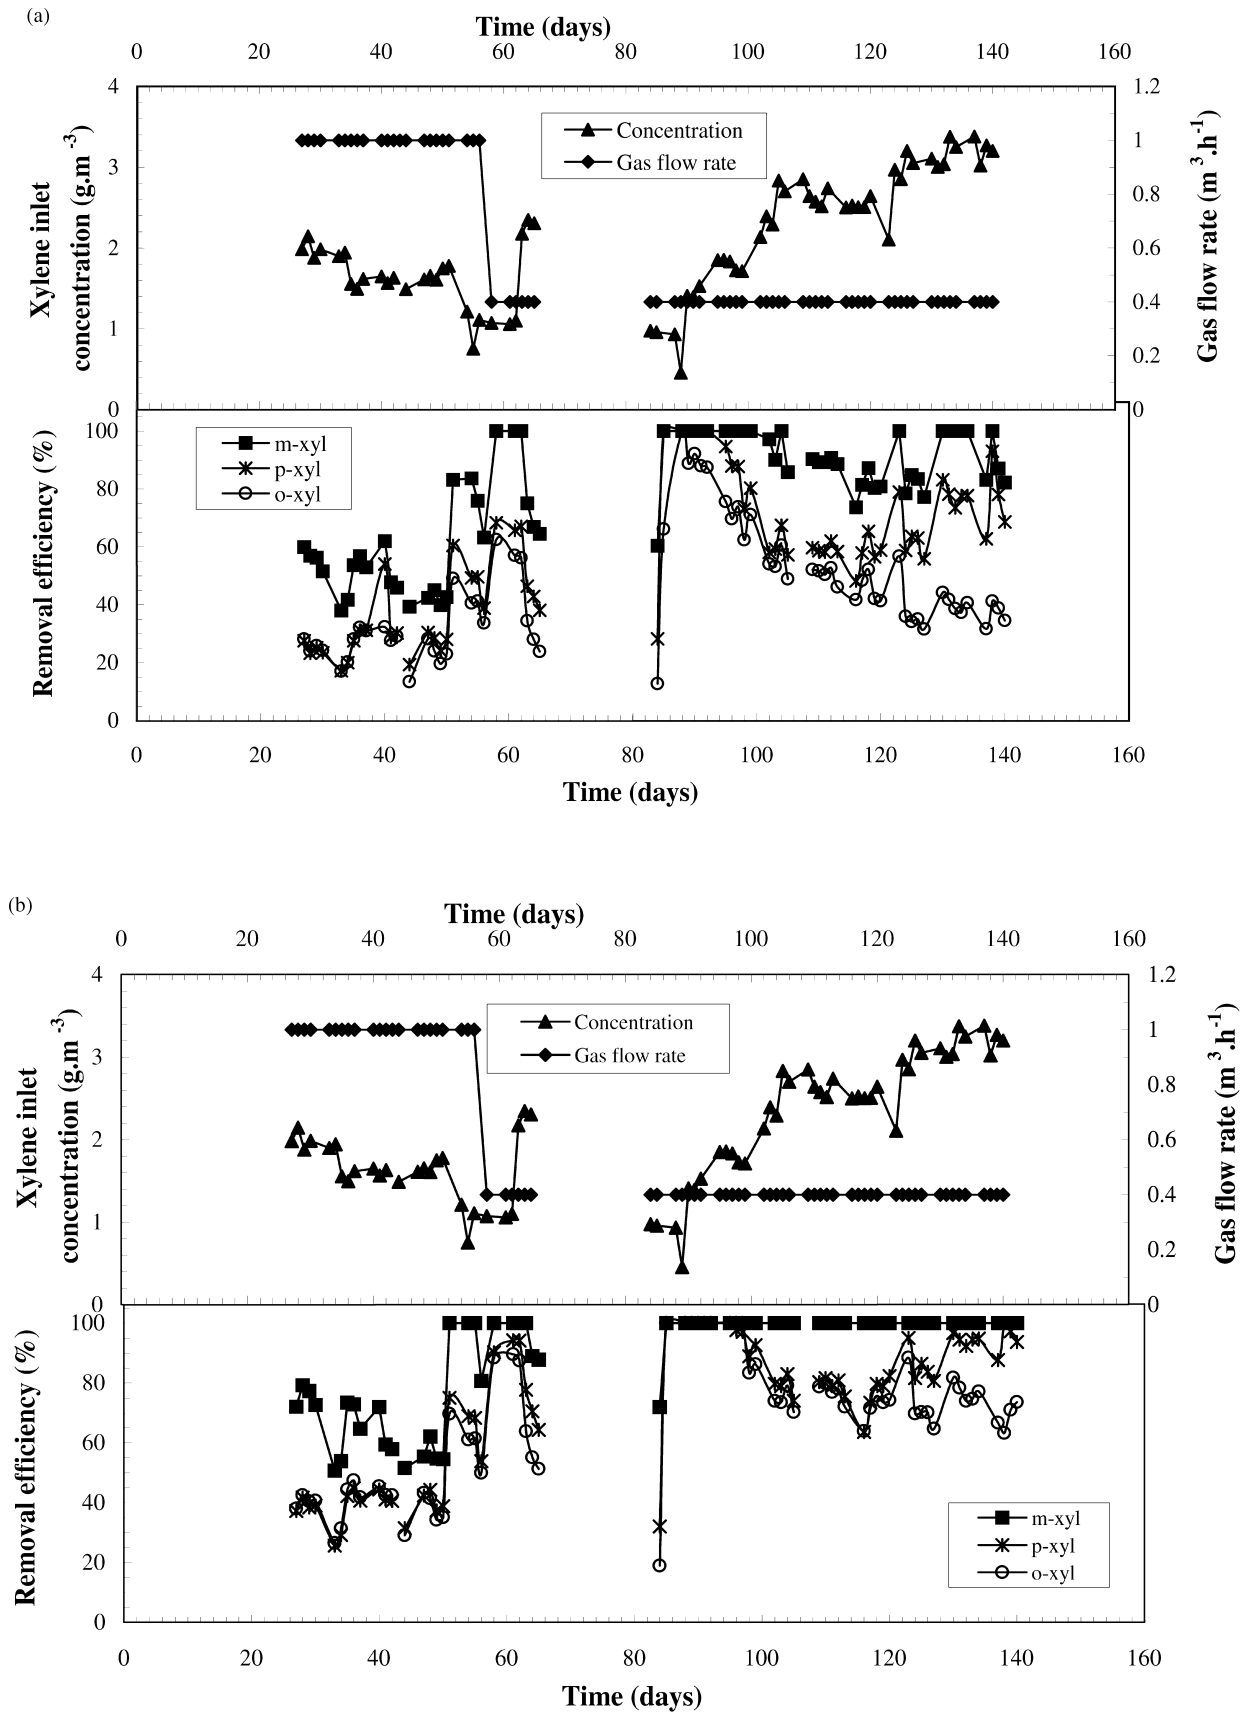 (a)
Time (days)
0 20 40 60 80 100 120 140 160
4 1.2
Concentration
Gas flow rate
3 1
0.8
2 0.6
0.4
1
0.2
0 0
Xylene inlet
concentration (g.m -3)
Gas flow rate (m 3.h-1)
100
m-xyl
p-xyl
o-xyl
80
60
40
20
0
Removal efficiency (%)
0 20 40 60 80 100 120 140 160
Time (days)
(b)
Time (days)
0 20 40 60 80 100 120 140 160
4 1.2
Concentration
Gas flow rate
3 1
0.8
2 0.6
0.4
1
0.2
0 0
Xylene inlet
concentration (g.m -3)
Gas flow rate (m 3.h-1)
100
80
60
40
20
0
Removal efficiency (%)
m-xyl
p-xyl
o-xyl
0 20 40 60 80 100 120 140 160
Time (days)